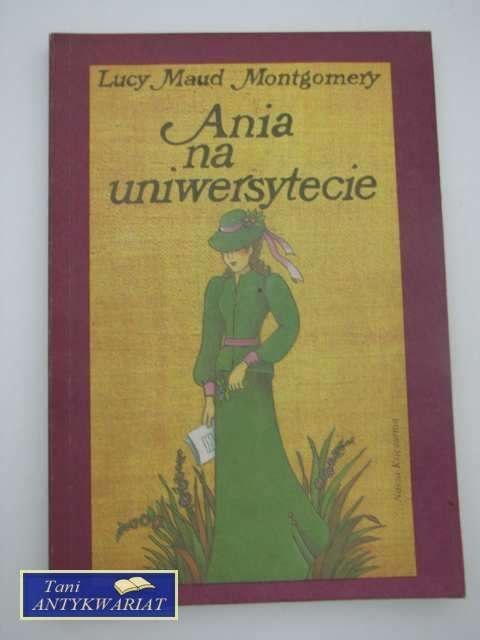 Lucy Maud Montgomery
Ania
na
uniwersytecie
Nasza Księgarnia
Tani
ANTYKWARIAT